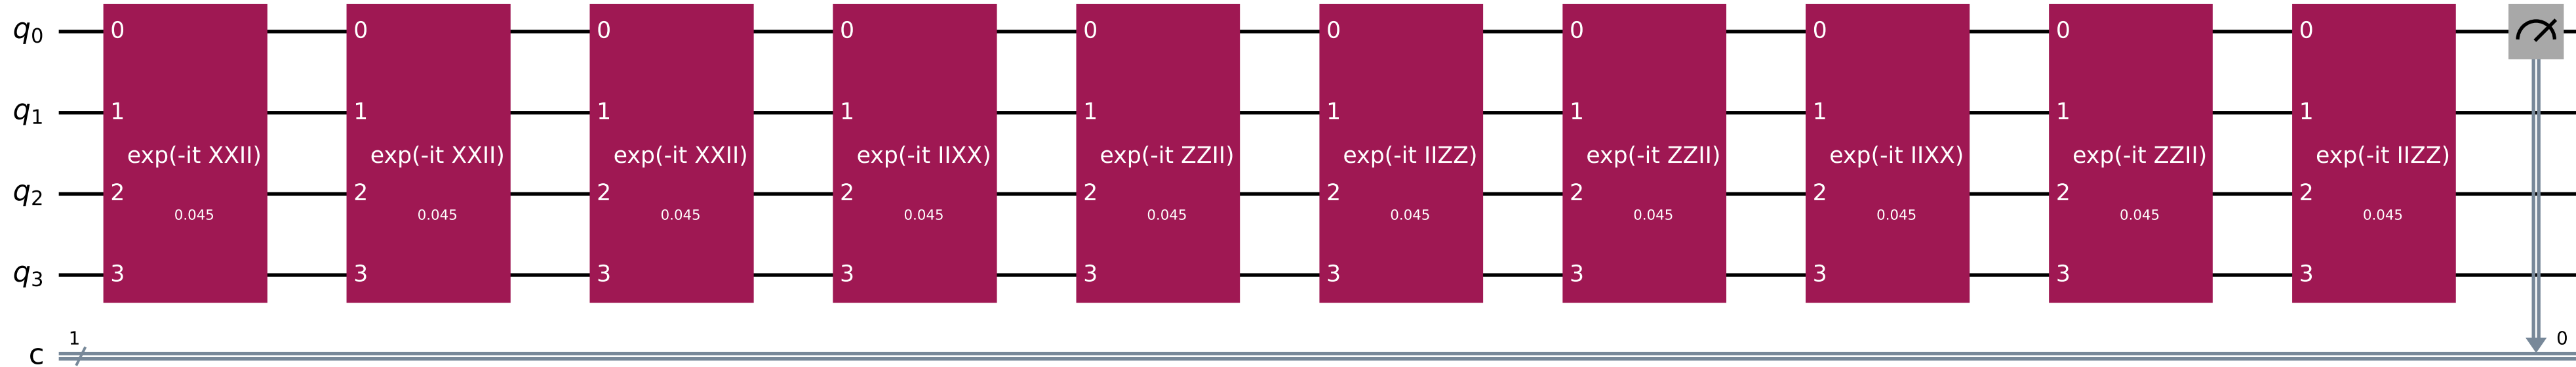 q0 0 0 0 0 0 0 0 0 0 0
q1 1 1 1 1 1 1 1 1 1 1
exp(-it XXII) exp(-it XXII) exp(-it XXII) exp(-it IIXX) exp(-it ZZII) exp(-it IIZZ) exp(-it ZZII) exp(-it IIXX) exp(-it ZZII) exp(-it IIZZ)
q2 2 2 2 2 2 2 2 2 2 2
0.045 0.045 0.045 0.045 0.045 0.045 0.045 0.045 0.045 0.045
q3 3 3 3 3 3 3 3 3 3 3
1 0
c